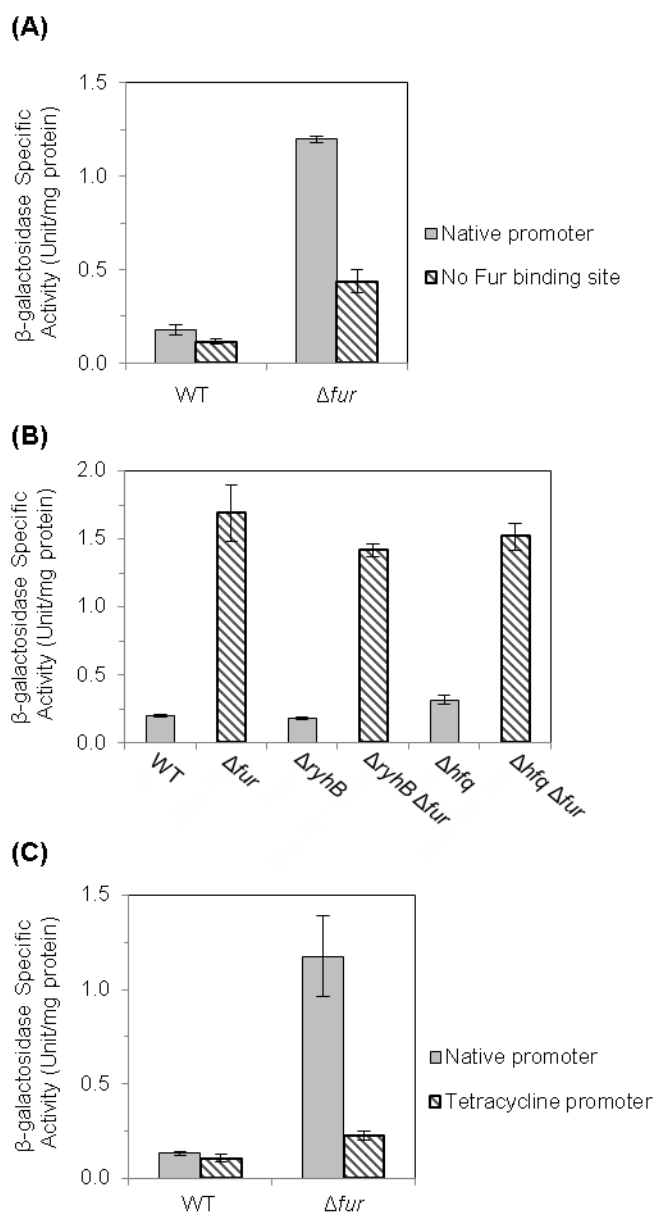 (A)
β-galactosidase Specific
Activity (Unit/mg protein)
1.5
1.0
0.5
0.0
WT
Δfur
Native promoter
No Fur binding site
(B)
β-galactosidase Specific
Activity (Unit/mg protein)
2.0
1.5
1.0
0.5
0.0
WT
Δfur
ΔryhB
ΔryhB Δfur
Δhfq
Δhfq Δfur
(C)
β-galactosidase Specific
Activity (Unit/mg protein)
1.5
1.0
0.5
0.0
WT
Δfur
Native promoter
Tetracycline promoter